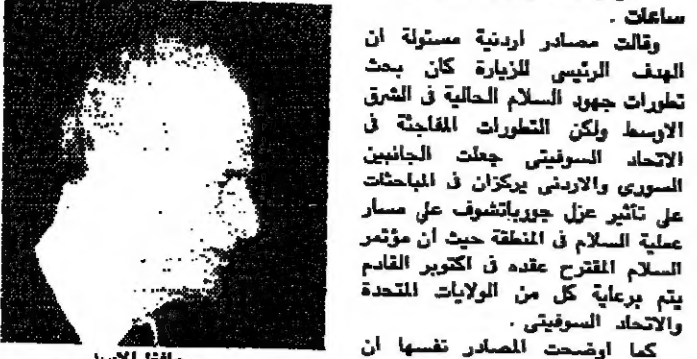 ساعات .
وقالت مصادر اردنية مسئولة ان
الهدف الرئيسى للزيارة كان بحث
تطورات جهود السلام الحالية فى الشرق
الاوسط ولكن التطورات المفاجئة فى
الاتحاد السوفيتى جعلت الجانبين
السورى والاردنى يركزان فى المباحثات
على تأثير عزل جورباتشوف على مسار
عملية السلام فى المنطقة حيث ان مؤتمر
السلام المقترح عقده فى اكتوبر القادم
يتم برعاية كل من الولايات المتحدة
والاتحاد السوفيتى .
كما اوضحت المصادر نفسها ان